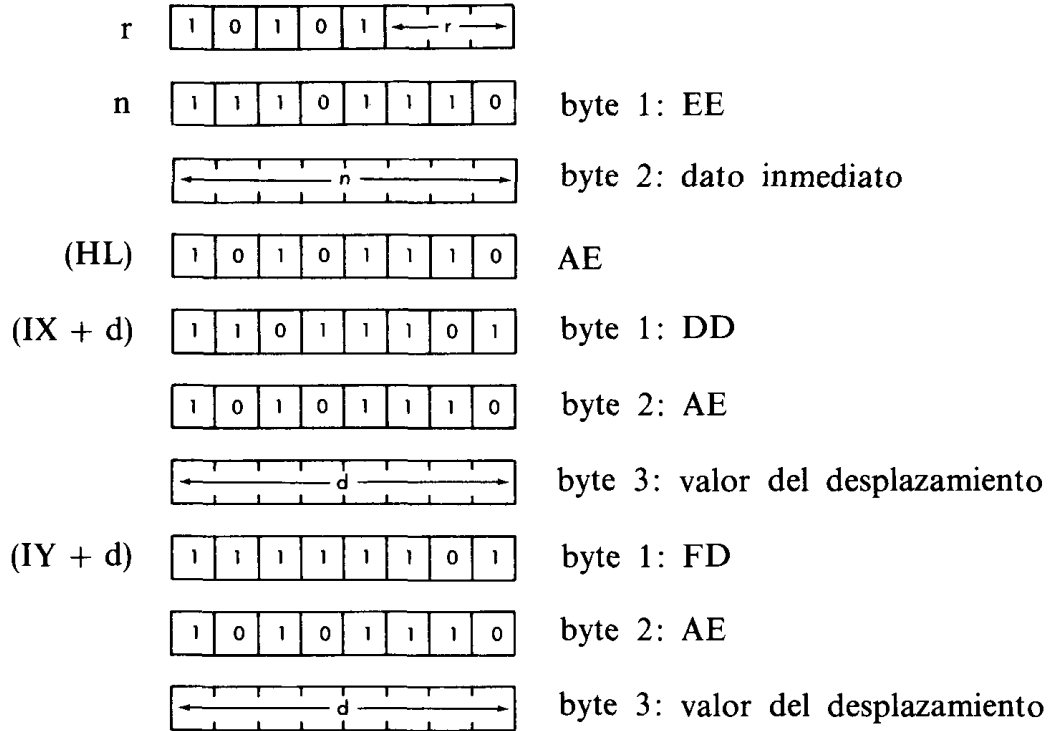 r 1 0 1 0 1 r
n 1 1 1 0 1 1 1 0 byte 1: EE
n byte 2: dato inmediato
(HL) 1 0 1 0 1 1 1 0 AE
(IX + d) 1 1 0 1 1 1 0 1 byte 1: DD
1 0 1 0 1 1 1 0 byte 2: AE
d byte 3: valor del desplazamiento
(IY + d) 1 1 1 1 1 1 0 1 byte 1: FD
1 0 1 0 1 1 1 0 byte 2: AE
d byte 3: valor del desplazamiento